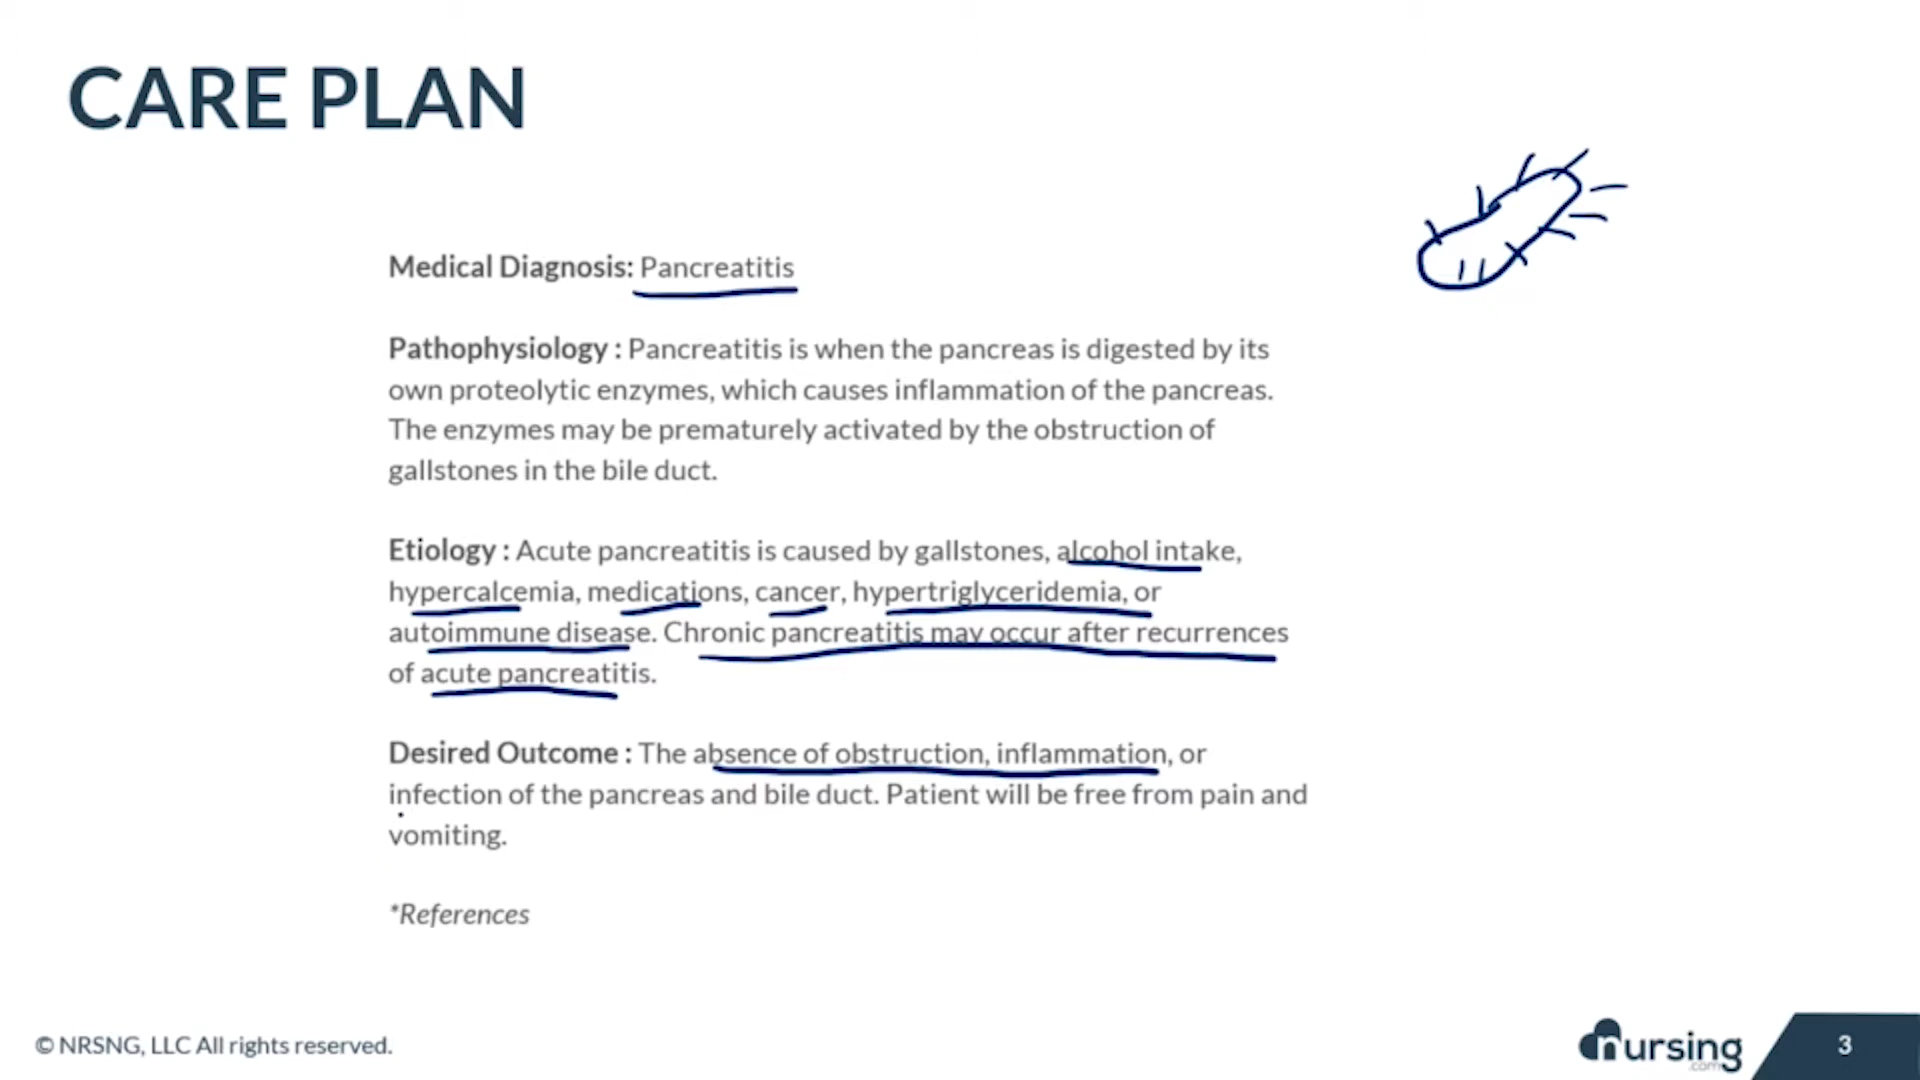 CARE PLAN
Medical Diagnosis: Pancreatitis
Pathophysiology : Pancreatitis is when the pancreas is digested by its
own proteolytic enzymes, which causes inflammation of the pancreas.
The enzymes may be prematurely activated by the obstruction of
gallstones in the bile duct.
Etiology : Acute pancreatitis is caused by gallstones, alcohol intake,
hypercalcemia, medications, cancer, hypertriglyceridemia, or
autoimmune disease. Chronic pancreatitis may occur after recurrences
of acute pancreatitis.
Desired Outcome : The absence of obstruction, inflammation, or
infection of the pancreas and bile duct. Patient will be free from pain and
vomiting.
*References
© NRSNG, LLC All rights reserved.
nursing
.com
3